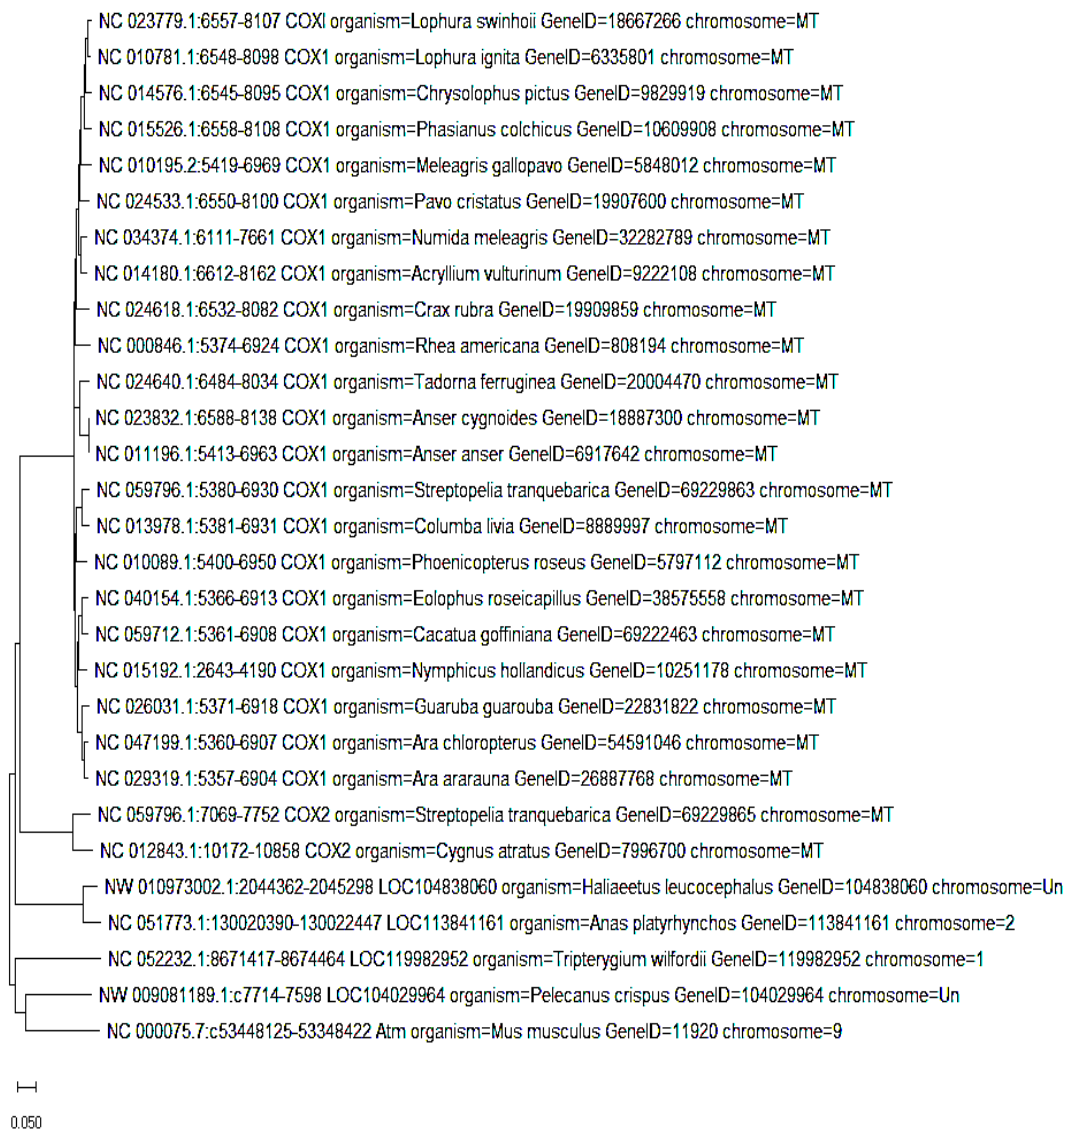 NC 023779.1:6557-8107 COXI organism=Lophura swinhoii GeneID=18667266 chromosome=MT
NC 010781.1:6548-8098 COX1 organism=Lophura ignita GeneID=6335801 chromosome=MT
NC 014576.1:6545-8095 COX1 organism=Chrysolophus pictus GeneID=9829919 chromosome=MT
NC 015526.1:6558-8108 COX1 organism=Phasianus colchicus GeneID=10609908 chromosome=MT
NC 010195.2:5419-6969 COX1 organism=Meleagris gallopavo GeneID=5848012 chromosome=MT
NC 024533.1:6550-8100 COX1 organism=Pavo cristatus GeneID=19907600 chromosome=MT
NC 034374.1:6111-7661 COX1 organism=Numida meleagris GeneID=32282789 chromosome=MT
NC 014180.1:6612-8162 COX1 organism=Acryllium vulturinum GeneID=9222108 chromosome=MT
NC 024618.1:6532-8082 COX1 organism=Crax rubra GeneID=19909859 chromosome=MT
NC 000846.1:5374-6924 COX1 organism=Rhea americana GeneID=808194 chromosome=MT
NC 024640.1:6484-8034 COX1 organism=Tadorna ferruginea GeneID=20004470 chromosome=MT
NC 023832.1:6588-8138 COX1 organism=Anser cygnoides GeneID=18887300 chromosome=MT
NC 011196.1:5413-6963 COX1 organism=Anser anser GeneID=6917642 chromosome=MT
NC 059796.1:5380-6930 COX1 organism=Streptopelia tranquebarica GeneID=69229863 chromosome=MT
NC 013978.1:5381-6931 COX1 organism=Columba livia GeneID=8889997 chromosome=MT
NC 010089.1:5400-6950 COX1 organism=Phoenicopterus roseus GeneID=5797112 chromosome=MT
NC 040154.1:5366-6913 COX1 organism=Eolophus roseicapillus GeneID=38575558 chromosome=MT
NC 059712.1:5361-6908 COX1 organism=Cacatua goffiniana GeneID=69222463 chromosome=MT
NC 015192.1:2643-4190 COX1 organism=Nymphicus hollandicus GeneID=10251178 chromosome=MT
NC 026031.1:5371-6918 COX1 organism=Guaruba guarouba GeneID=22831822 chromosome=MT
NC 047199.1:5360-6907 COX1 organism=Ara chloropterus GeneID=54591046 chromosome=MT
NC 029319.1:5357-6904 COX1 organism=Ara ararauna GeneID=26887768 chromosome=MT
NC 059796.1:7069-7752 COX2 organism=Streptopelia tranquebarica GeneID=69229865 chromosome=MT
NC 012843.1:10172-10858 COX2 organism=Cygnus atratus GeneID=7996700 chromosome=MT
NW 010973002.1:2044362-2045298 LOC104838060 organism=Haliaeetus leucocephalus GeneID=104838060 chromosome=Un
NC 051773.1:130020390-130022447 LOC113841161 organism=Anas platyrhynchos GeneID=113841161 chromosome=2
NC 052232.1:8671417-8674464 LOC119982952 organism=Tripterygium wilfordii GeneID=119982952 chromosome=1
NW 009081189.1:c7714-7598 LOC104029964 organism=Pelecanus crispus GeneID=104029964 chromosome=Un
NC 000075.7:c53448125-53348422 Atm organism=Mus musculus GeneID=11920 chromosome=9
0.050